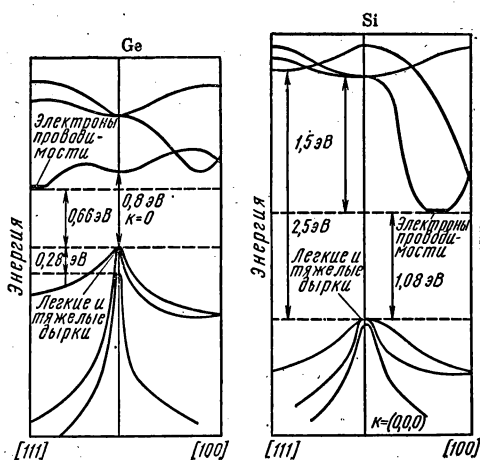 Ge
Электроны
проводи-
мости
0,66 эВ
0,8 эВ
к=0
0,28 эВ
Легкие и
тяжелые
дырки
Энергия
[111]
[100]
Si
1,5 эВ
2,5 эВ
Электроны
проводи-
мости
Легкие и
тяжелые
дырки
1,08 эВ
к=(0,0,0)
Энергия
[111]
[100]